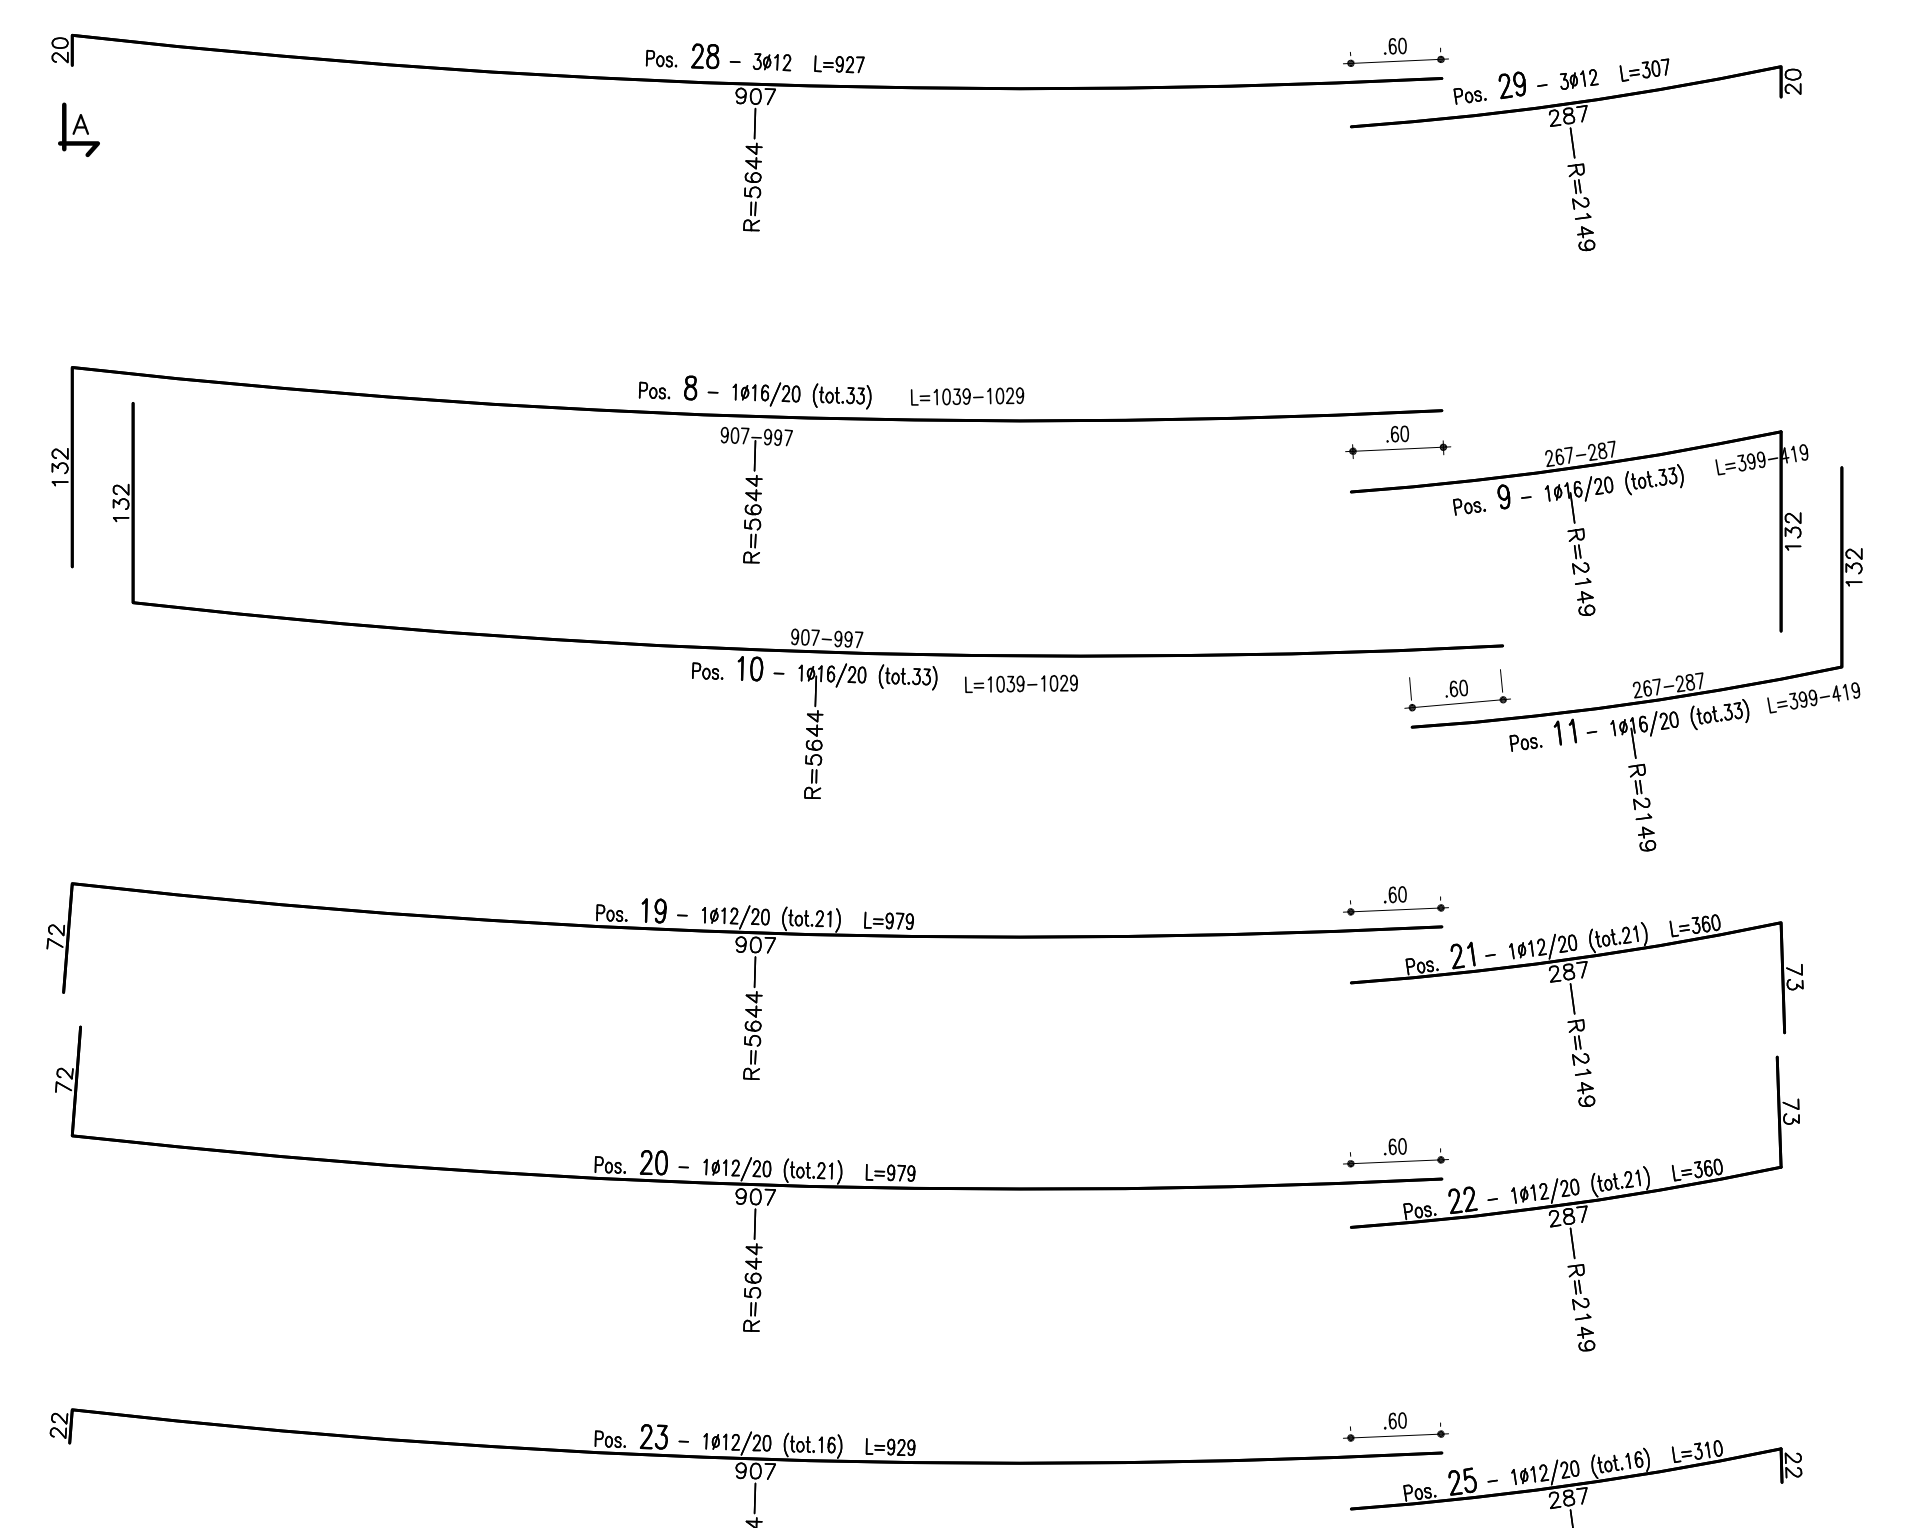 20
Pos. 28 – 3ø12 L=927
907
R=5644
.60
Pos. 29 – 3ø12 L=307
287
R=2149
20
A
132
132
Pos. 8 – 1ø16/20 (tot.33) L=1039–1029
907–997
R=5644
.60
267–287
L=399–419
Pos. 9 – 1ø16/20 (tot.33)
R=2149
132
132
907–997
Pos. 10 – 1ø16/20 (tot.33) L=1039–1029
R=5644
.60
267–287
Pos. 11 – 1ø16/20 (tot.33) L=399–419
R=2149
72
Pos. 19 – 1ø12/20 (tot.21) L=979
907
R=5644
.60
Pos. 21 – 1ø12/20 (tot.21) L=360
287
R=2149
73
72
Pos. 20 – 1ø12/20 (tot.21) L=979
907
R=5644
.60
Pos. 22 – 1ø12/20 (tot.21) L=360
287
R=2149
73
22
Pos. 23 – 1ø12/20 (tot.16) L=929
907
4
.60
Pos. 25 – 1ø12/20 (tot.16) L=310
287
22